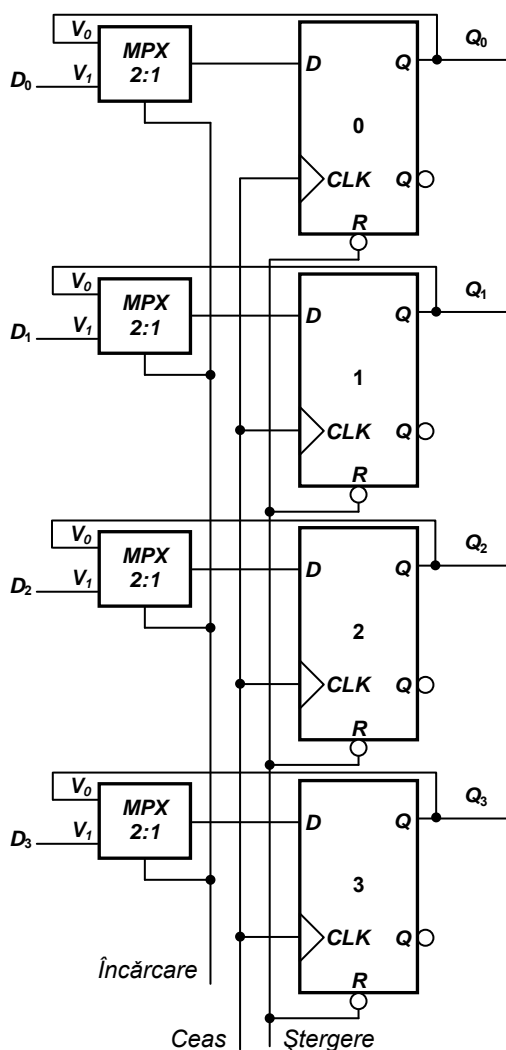 V₀ MPX Q₀
D₀ V₁ 2:1 D Q
0
CLK Q
R
V₀ MPX Q₁
D₁ V₁ 2:1 D Q
1
CLK Q
R
V₀ MPX Q₂
D₂ V₁ 2:1 D Q
2
CLK Q
R
V₀ MPX Q₃
D₃ V₁ 2:1 D Q
3
CLK Q
R
Încărcare
Ceas Ştergere